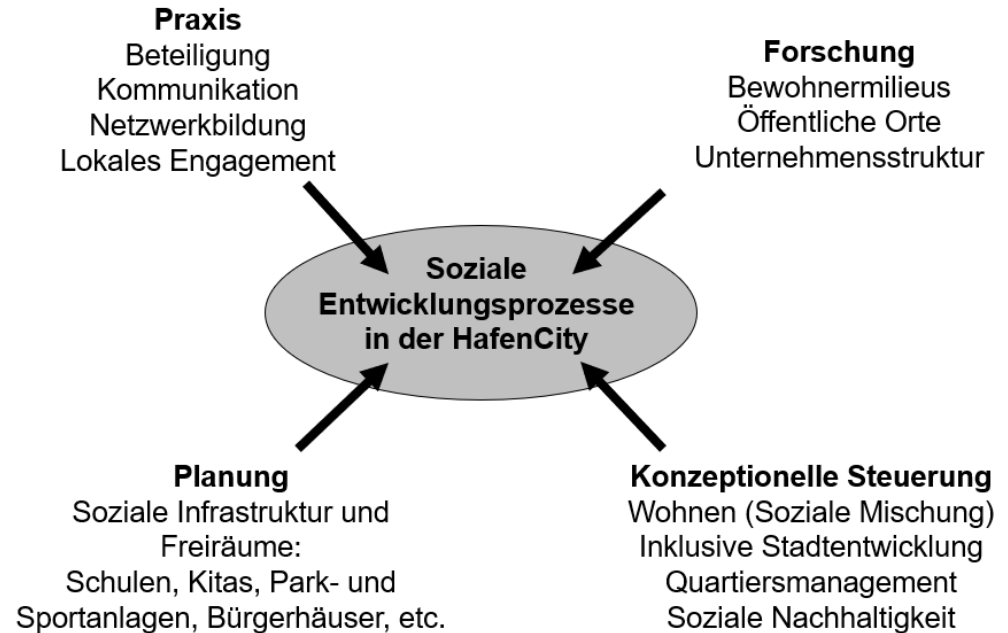 Praxis
Beteiligung
Kommunikation
Netzwerkbildung
Lokales Engagement
Forschung
Bewohnermilieus
Öffentliche Orte
Unternehmensstruktur
Soziale
Entwicklungsprozesse
in der HafenCity
Planung
Soziale Infrastruktur und
Freiräume:
Schulen, Kitas, Park- und
Sportanlagen, Bürgerhäuser, etc.
Konzeptionelle Steuerung
Wohnen (Soziale Mischung)
Inklusive Stadtentwicklung
Quartiersmanagement
Soziale Nachhaltigkeit